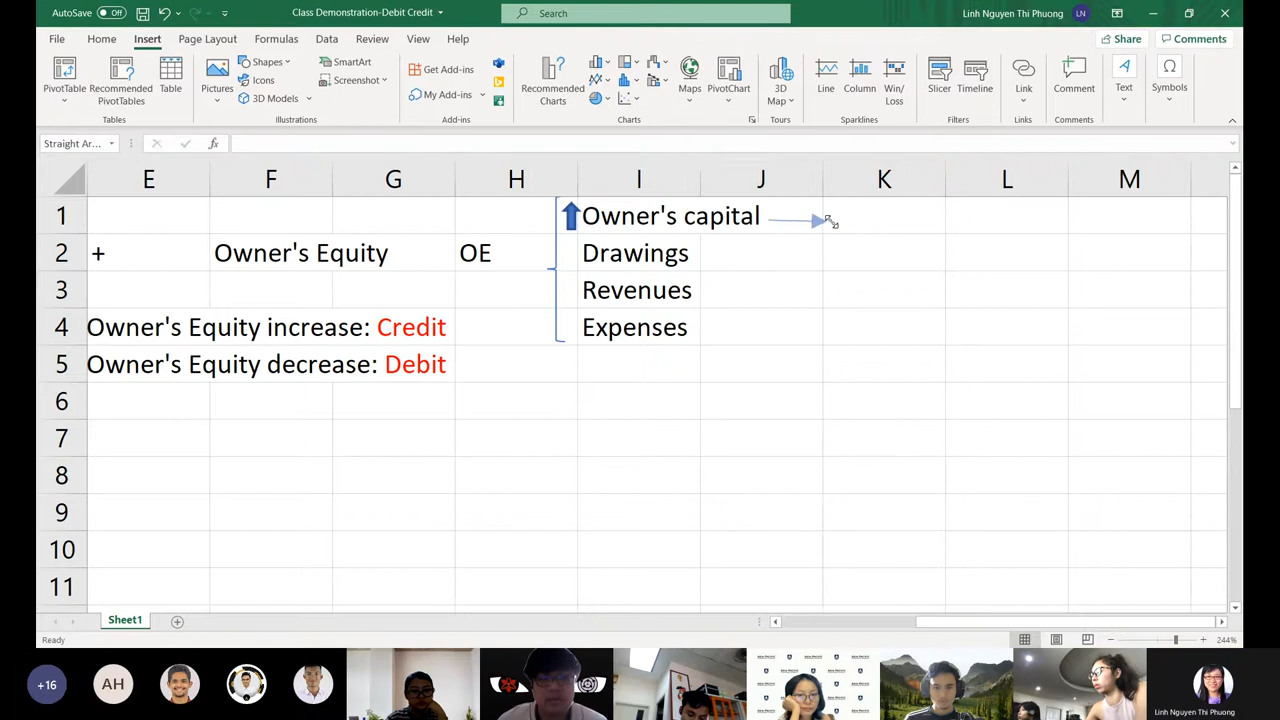 AutoSave Off
Class Demonstration-Debit Credit
Search
Linh Nguyen Thi Phuong LN
File Home Insert Page Layout Formulas Data Review View Help
Share Comments
PivotTable Recommended PivotTables Table
Tables
Pictures Shapes Icons 3D Models SmartArt Screenshot
Illustrations
Get Add-ins My Add-ins
Add-ins
Recommended Charts Maps PivotChart
Charts
3D Map
Tours
Line Column Win/Loss
Sparklines
Slicer Timeline
Filters
Link
Links
Comment
Comments
Text
Symbols
Straight Ar...
fx
E F G H I J K L M
1 Owner's capital
2 + Owner's Equity OE Drawings
3 Revenues
4 Owner's Equity increase: Credit Expenses
5 Owner's Equity decrease: Debit
6
7
8
9
10
11
Sheet1
Ready
244%
+16 AH
Linh Nguyen Thi Phuong